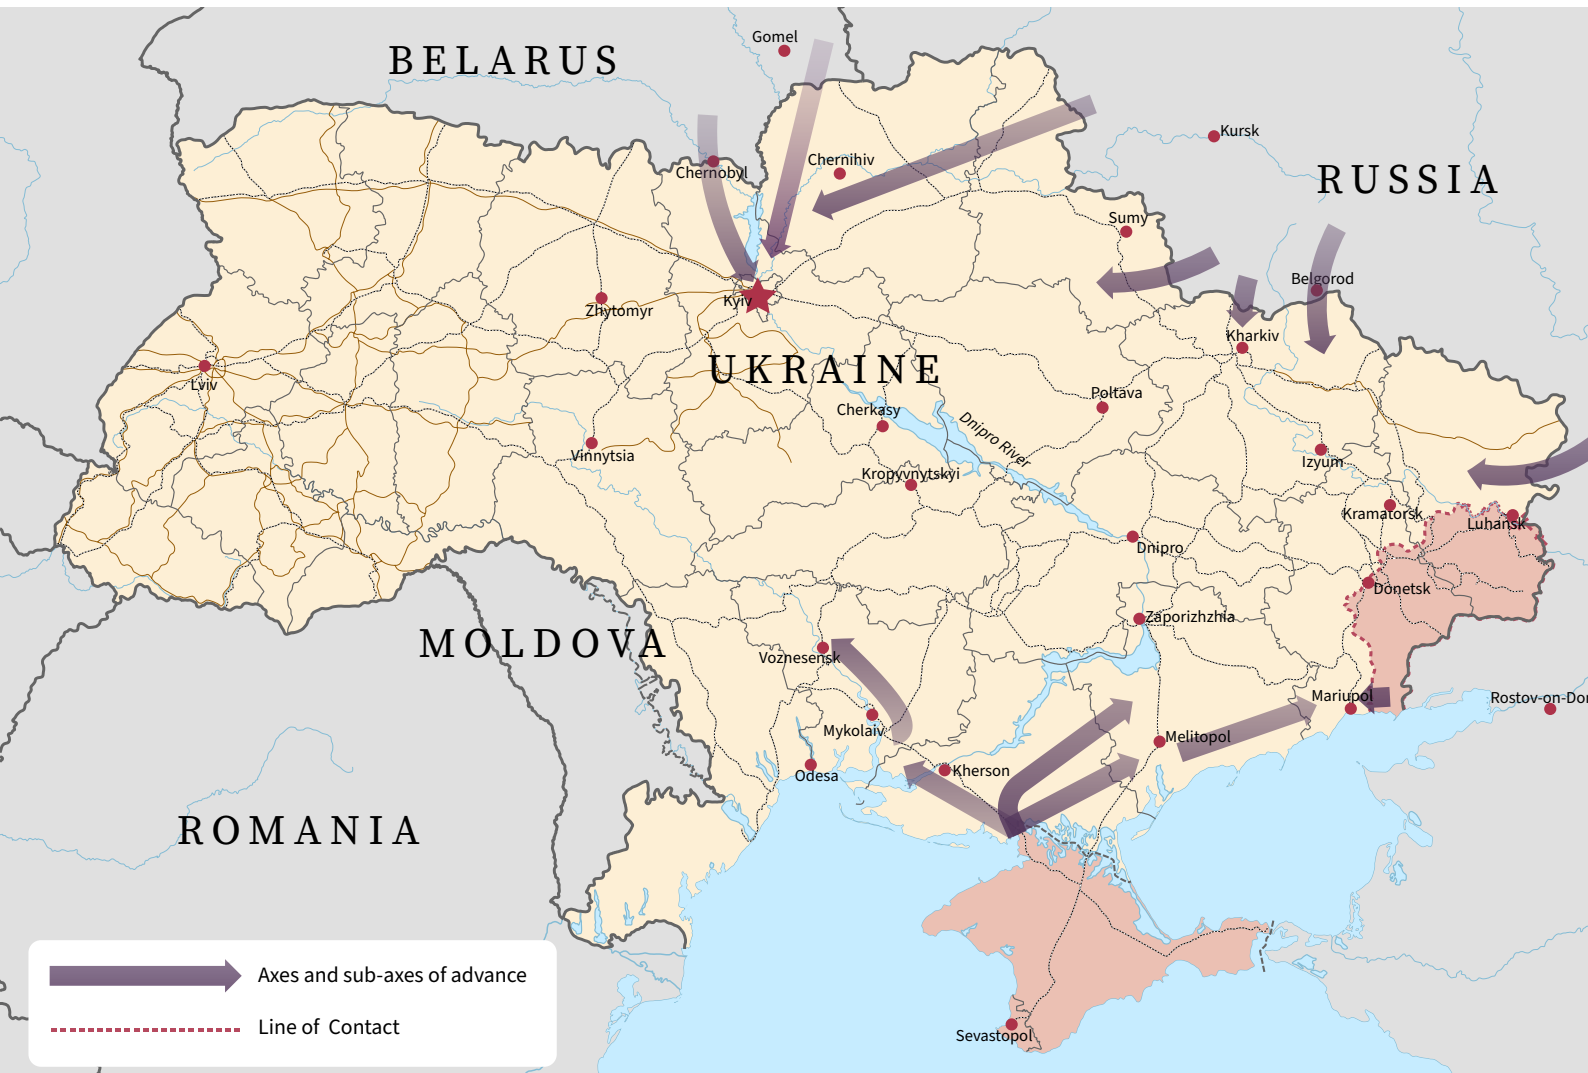 Gomel
BELARUS
Kursk
Chernihiv
Chernobyl
RUSSIA
Sumy
Belgorod
Kyiv
Zhytomyr
Kharkiv
UKRAINE
Lviv
Poltava
Cherkasy
Dnipro River
Vinnytsia
Izyum
Kropyvnytskyi
Kramatorsk
Luhansk
Dnipro
Donetsk
Zaporizhzhia
MOLDOVA
Voznesensk
Mariupol
Rostov-on-Don
Mykolaiv
Melitopol
Odesa
Kherson
ROMANIA
Axes and sub-axes of advance
Line of Contact
Sevastopol